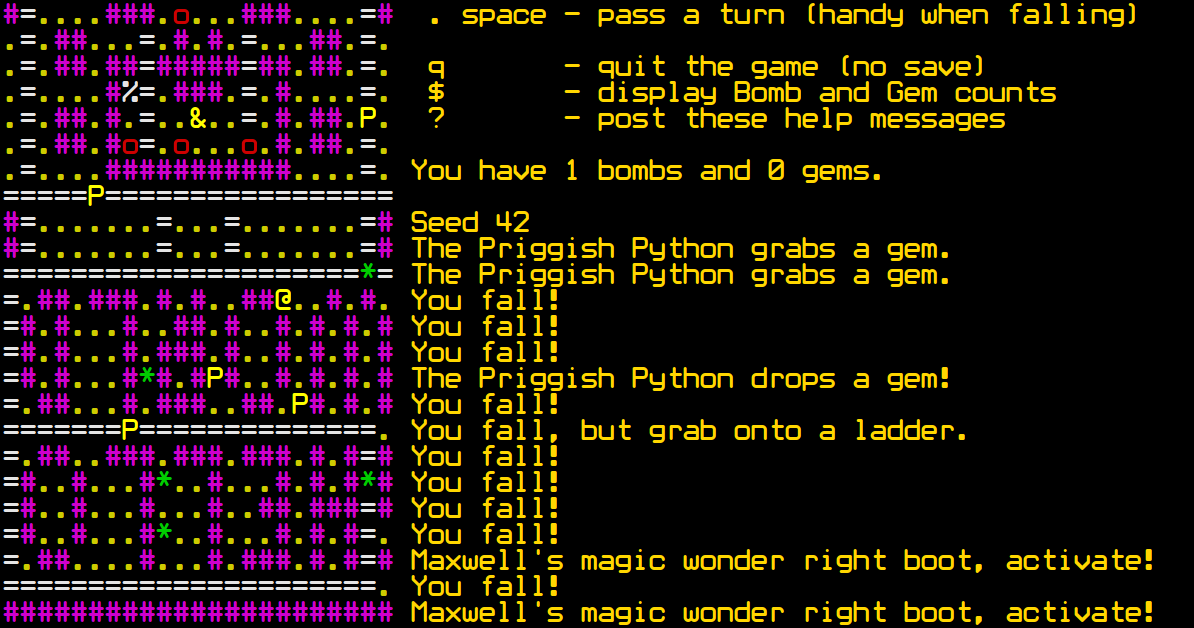 #=....###.o...###....=#  . space - pass a turn (handy when falling)
.=.##...=.#.#.=...##.=.
.=.##.##=#####=##.##.=.  q       - quit the game (no save)
.=....#%=.###.=.#....=.  $       - display Bomb and Gem counts
.=.##.#.=..&..=.#.##.P.  ?       - post these help messages
.=.##.#o=.o...o.#.##.=.
.=....###########....=. You have 1 bombs and 0 gems.
=====P=================
#=.......=...=.......=# Seed 42
#=.......=...=.......=# The Priggish Python grabs a gem.
=====================*= The Priggish Python grabs a gem.
=.##.###.#.#..##@..#.#. You fall!
=#.#...#..##.#..#.#.#.# You fall!
=#.#...#.###.#..#.#.#.# You fall!
=#.#...#*#.#P#..#.#.#.# The Priggish Python drops a gem!
=.##...#.###..##.P#.#.# You fall!
=======P==============. You fall, but grab onto a ladder.
=.##..###.###.###.#.#=# You fall!
=#..#...#*..#...#.#.#*# You fall!
=#..#...#...#..##.###=# You fall!
=#..#...#*..#...#.#.#=. You fall!
=.##....#...#.###.#.#=# Maxwell's magic wonder right boot, activate!
======================. You fall!
####################### Maxwell's magic wonder right boot, activate!